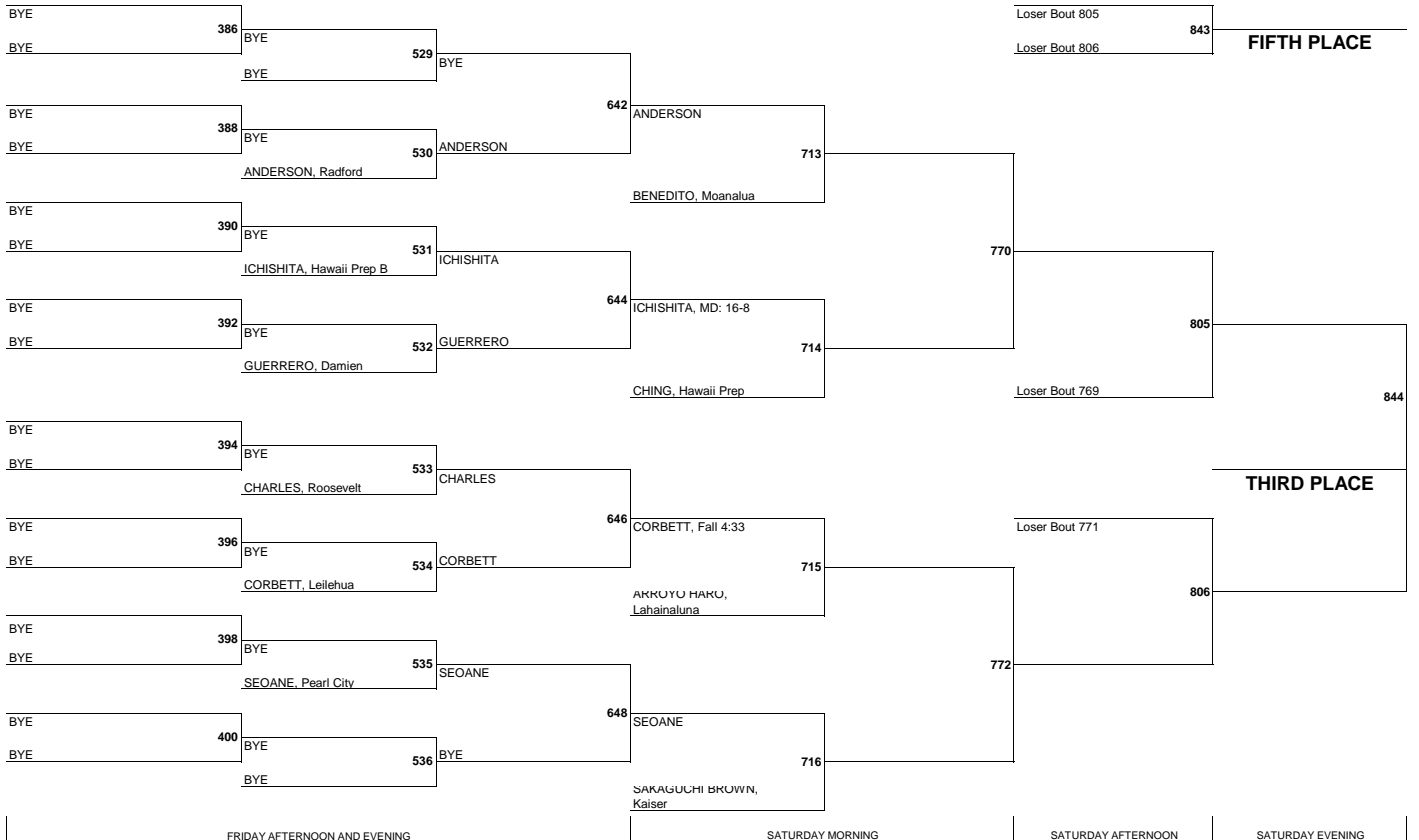 BYE
386
BYE
BYE
529
BYE
BYE
642
BYE
388
BYE
BYE
530
ANDERSON
ANDERSON, Radford
ANDERSON
713
BENEDITO, Moanalua
BYE
390
BYE
BYE
531
ICHISHITA
ICHISHITA, Hawaii Prep B
644
BYE
392
BYE
BYE
532
GUERRERO
GUERRERO, Damien
ICHISHITA, MD: 16-8
714
CHING, Hawaii Prep
770
BYE
394
BYE
BYE
533
CHARLES
CHARLES, Roosevelt
646
BYE
396
BYE
BYE
534
CORBETT
CORBETT, Leilehua
CORBETT, Fall 4:33
715
ARROYO HARO,
Lahainaluna
BYE
398
BYE
BYE
535
SEOANE
SEOANE, Pearl City
648
BYE
400
BYE
BYE
536
BYE
BYE
SEOANE
716
SAKAGUCHI BROWN,
Kaiser
772
Loser Bout 805
843
Loser Bout 806
FIFTH PLACE
805
Loser Bout 769
844
THIRD PLACE
Loser Bout 771
806
FRIDAY AFTERNOON AND EVENING
SATURDAY MORNING
SATURDAY AFTERNOON
SATURDAY EVENING